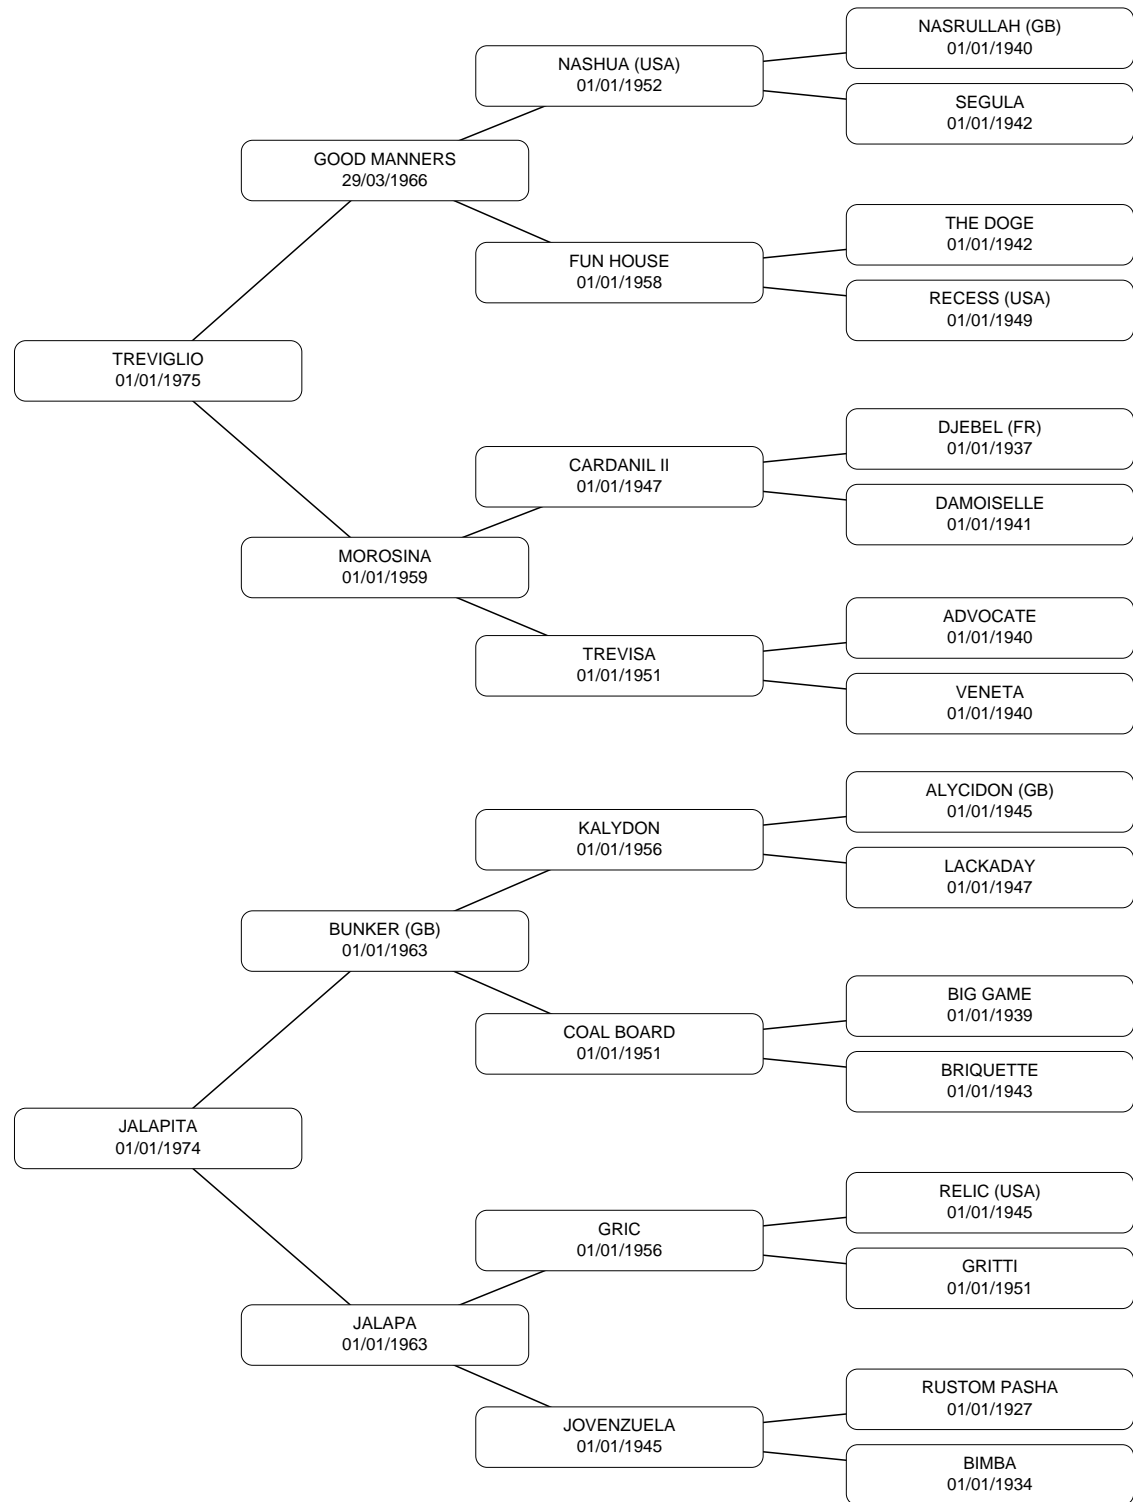 NASRULLAH (GB)
01/01/1940
NASHUA (USA)
01/01/1952
SEGULA
01/01/1942
GOOD MANNERS
29/03/1966
THE DOGE
01/01/1942
FUN HOUSE
01/01/1958
RECESS (USA)
01/01/1949
TREVIGLIO
01/01/1975
DJEBEL (FR)
01/01/1937
CARDANIL II
01/01/1947
DAMOISELLE
01/01/1941
MOROSINA
01/01/1959
ADVOCATE
01/01/1940
TREVISA
01/01/1951
VENETA
01/01/1940
ALYCIDON (GB)
01/01/1945
KALYDON
01/01/1956
LACKADAY
01/01/1947
BUNKER (GB)
01/01/1963
BIG GAME
01/01/1939
COAL BOARD
01/01/1951
BRIQUETTE
01/01/1943
JALAPITA
01/01/1974
RELIC (USA)
01/01/1945
GRIC
01/01/1956
GRITTI
01/01/1951
JALAPA
01/01/1963
RUSTOM PASHA
01/01/1927
JOVENZUELA
01/01/1945
BIMBA
01/01/1934